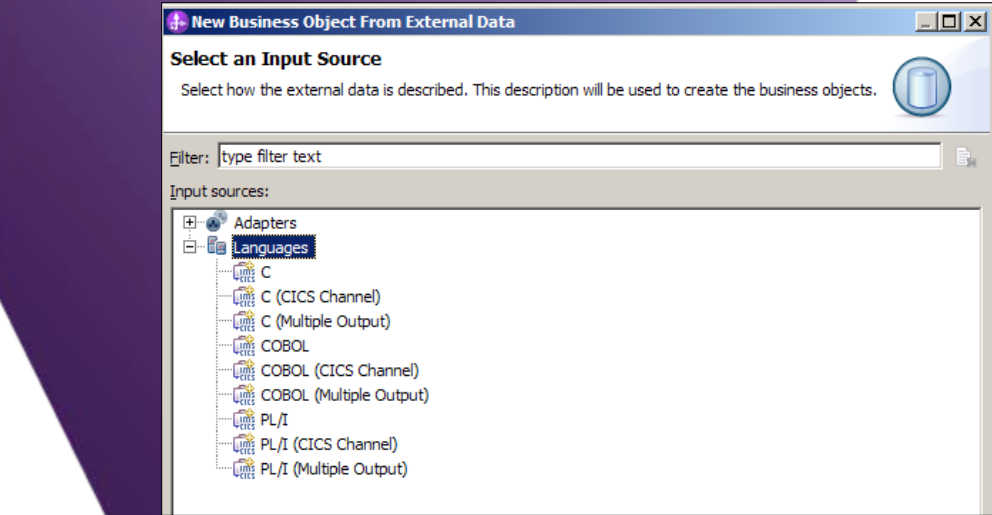 New Business Object From External Data
Select an Input Source
Select how the external data is described. This description will be used to create the business objects.
Filter: type filter text
Input sources:
Adapters
Languages
C
C (CICS Channel)
C (Multiple Output)
COBOL
COBOL (CICS Channel)
COBOL (Multiple Output)
PL/I
PL/I (CICS Channel)
PL/I (Multiple Output)